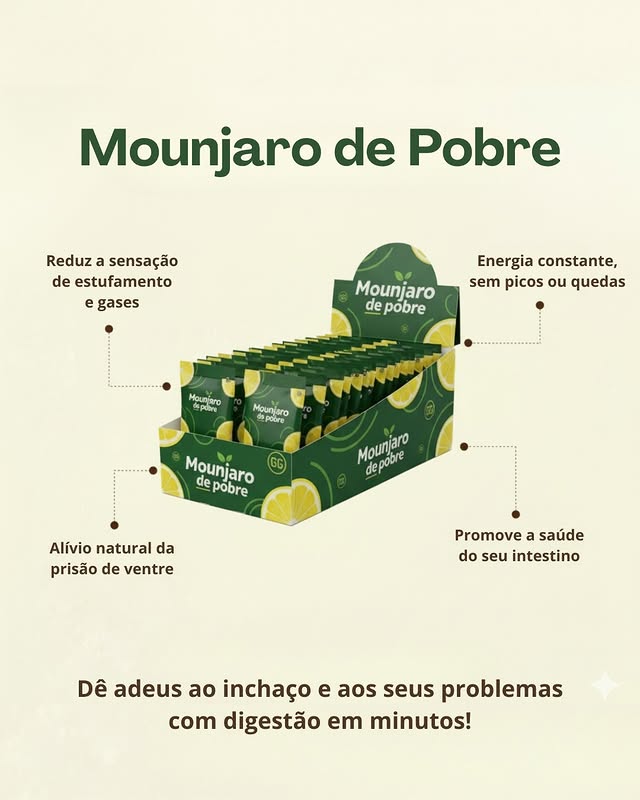 Mounjaro de Pobre
Reduz a sensação
de estufamento
e gases
Energia constante,
sem picos ou quedas
Mounjaro
de pobre
Mounjaro
de pobre
Mounjaro
de pobre
Mounjaro
de pobre
GG
Mounjaro
de pobre
Alívio natural da
prisão de ventre
Promove a saúde
do seu intestino
Dê adeus ao inchaço e aos seus problemas
com digestão em minutos!